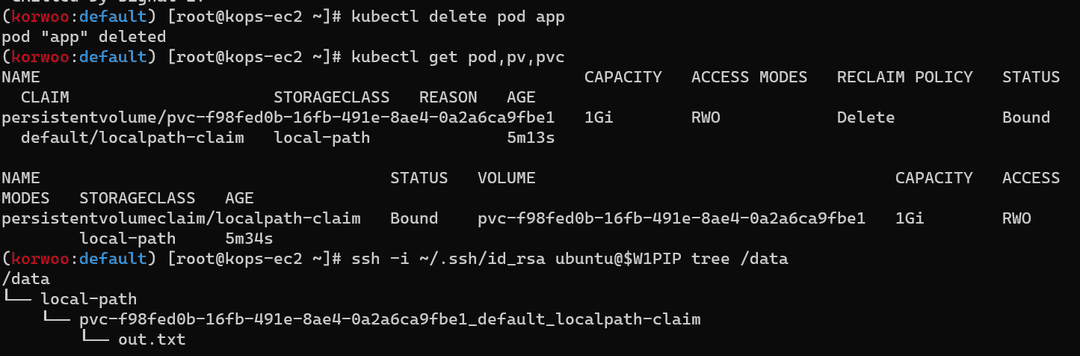 (korwoo:default) [root@kops-ec2 ~]# kubectl delete pod app
pod "app" deleted
(korwoo:default) [root@kops-ec2 ~]# kubectl get pod,pv,pvc
NAME CAPACITY ACCESS MODES RECLAIM POLICY STATUS
CLAIM STORAGECLASS REASON AGE
persistentvolume/pvc-f98fed0b-16fb-491e-8ae4-0a2a6ca9fbe1 1Gi RWO Delete Bound
default/localpath-claim local-path 5m13s
NAME STATUS VOLUME CAPACITY ACCESS
MODES STORAGECLASS AGE
persistentvolumeclaim/localpath-claim Bound pvc-f98fed0b-16fb-491e-8ae4-0a2a6ca9fbe1 1Gi RWO
local-path 5m34s
(korwoo:default) [root@kops-ec2 ~]# ssh -i ~/.ssh/id_rsa ubuntu@$W1PIP tree /data
/data
└── local-path
└── pvc-f98fed0b-16fb-491e-8ae4-0a2a6ca9fbe1_default_localpath-claim
└── out.txt